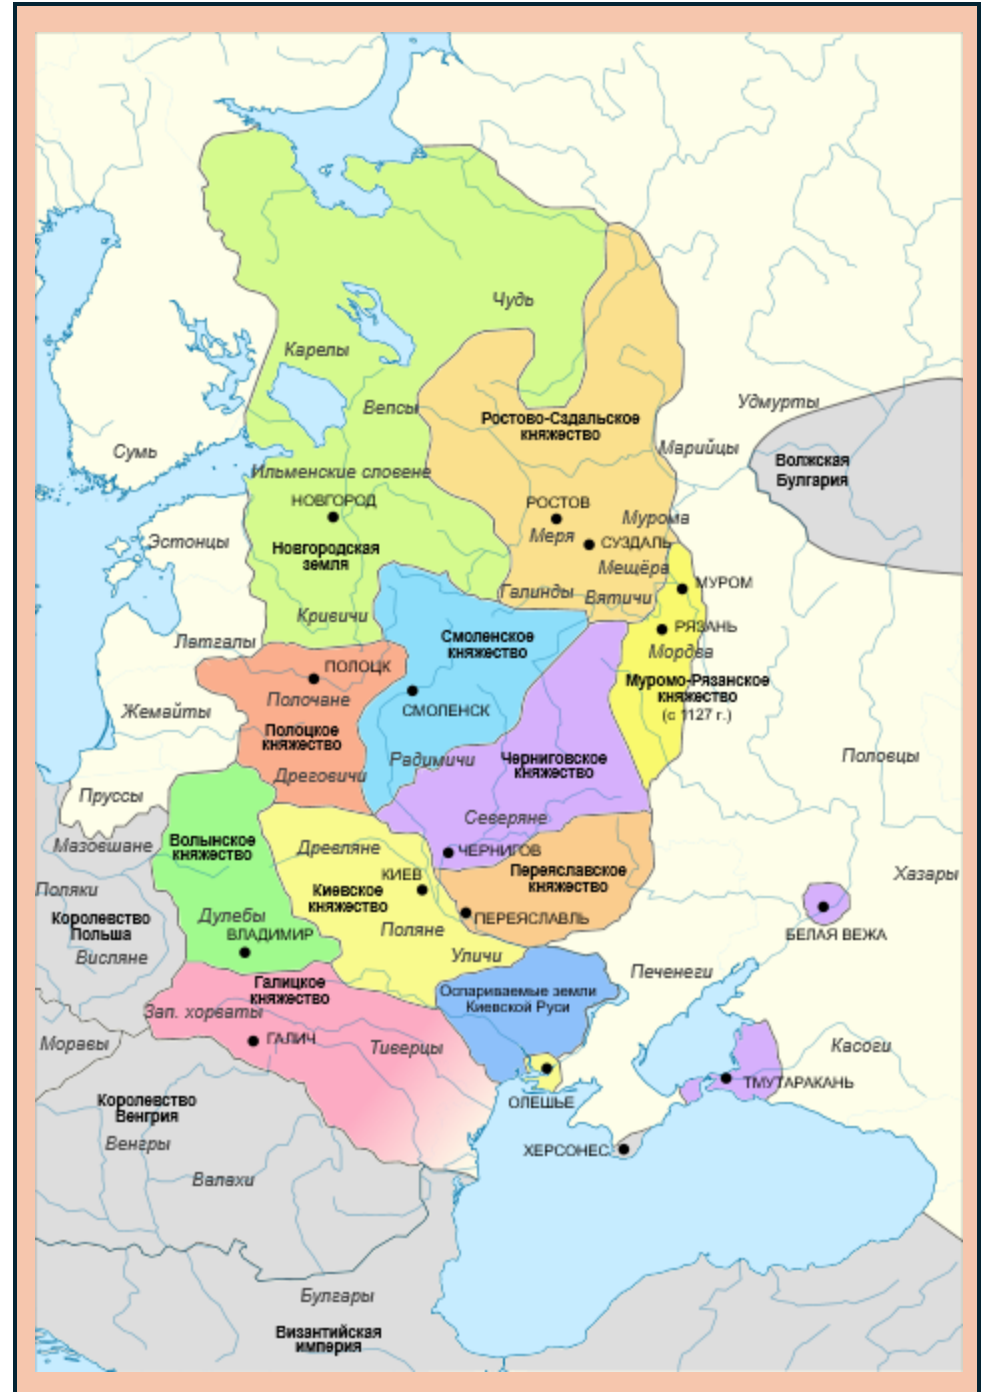 Чудь
Карелы
Вепсы
Удмурты
Ростово-Садальское
княжество
Марийцы
Сумь
Волжская
Булгария
Ильменские словене
НОВГОРОД
РОСТОВ
Мурома
Меря
СУЗДАЛЬ
Эстонцы
Новгородская
земля
Мещёра
МУРОМ
Галинды
Вятичи
Кривичи
РЯЗАНЬ
Латгалы
Смоленское
княжество
Мордва
ПОЛОЦК
Муромо-Рязанское
княжество
(с 1127 г.)
Полочане
СМОЛЕНСК
Жемайты
Полоцкое
княжество
Радимичи
Черниговское
княжество
Половцы
Дреговичи
Пруссы
Северяне
Мазовшане
Волынское
княжество
Древляне
ЧЕРНИГОВ
КИЕВ
Переяславское
княжество
Хазары
Поляки
Киевское
княжество
Королевство
Польша
Дулебы
ВЛАДИМИР
Поляне
ПЕРЕЯСЛАВЛЬ
БЕЛАЯ ВЕЖА
Висляне
Уличи
Печенеги
Галицкое
княжество
Оспариваемые земли
Киевской Руси
Зап. хорваты
Моравы
ГАЛИЧ
Тиверцы
Касоги
ТМУТАРАКАНЬ
Королевство
Венгрия
ОЛЕШЬЕ
Венгры
ХЕРСОНЕС
Валахи
Булгары
Византийская
империя